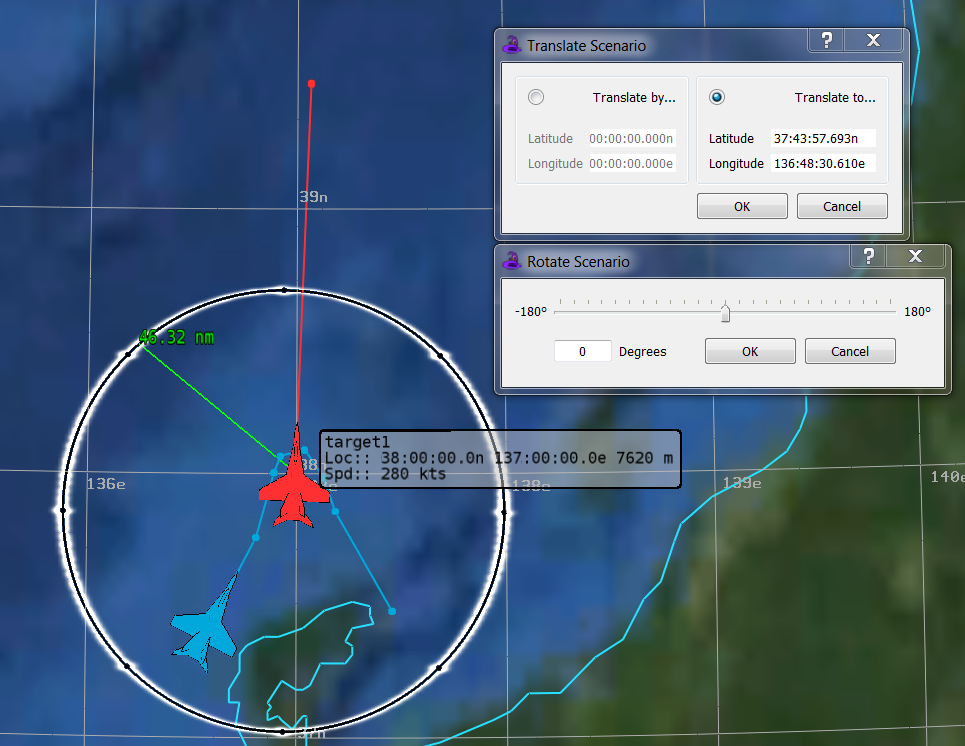 Translate Scenario
?
X
Translate by...
Translate to...
Latitude 00:00:00.000n
Latitude 37:43:57.693n
Longitude 00:00:00.000e
Longitude 136:48:30.610e
OK
Cancel
39n
Rotate Scenario
?
X
-180°
180°
0 Degrees
OK
Cancel
46.32 nm
target1
Loc:: 38:00:00.0n 137:00:00.0e 7620 m
Spd:: 280 kts
38
136e
138e
139e
140e
37n